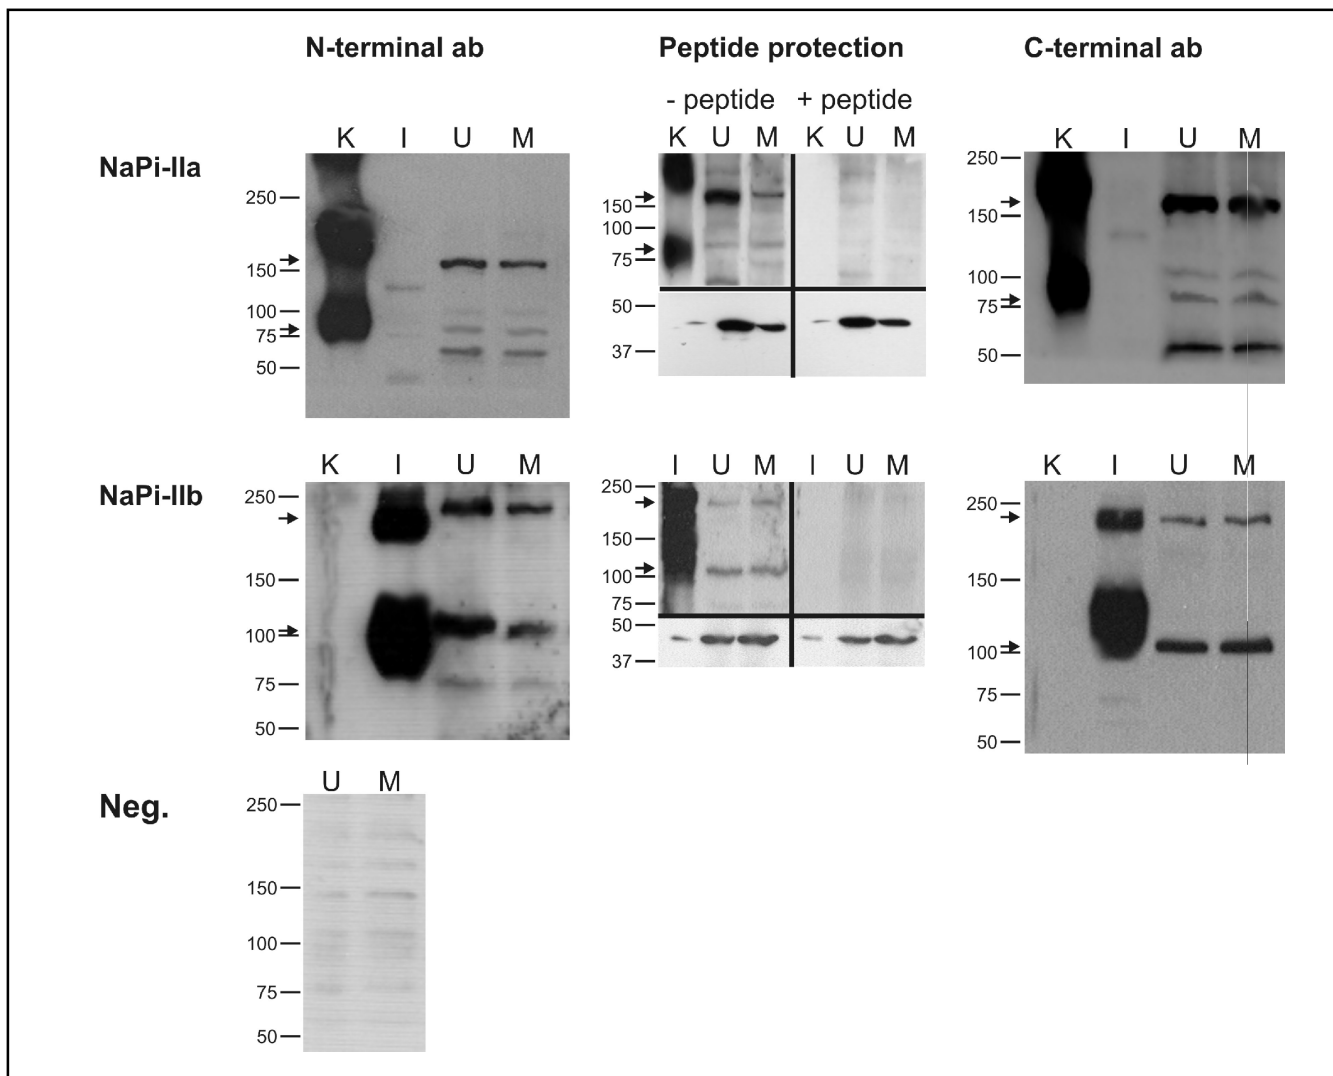 N-terminal ab
Peptide protection
C-terminal ab
- peptide + peptide
NaPi-IIa
K I U M
250
150
100
75
50
K U M K U M
150
100
75
50
37
K I U M
250
150
100
75
50
NaPi-IIb
K I U M
250
150
100
75
50
I U M I U M
250
150
100
75
50
37
K I U M
250
150
100
75
50
Neg.
U M
250
150
100
75
50